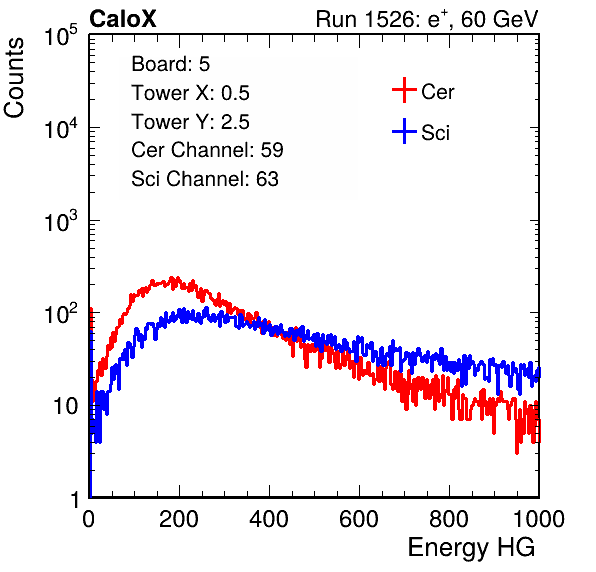 CaloX Run 1526: e⁺, 60 GeV
Counts
Board: 5
Tower X: 0.5
Tower Y: 2.5
Cer Channel: 59
Sci Channel: 63
Cer
Sci
10⁵
10⁴
10³
10²
10
1
0 200 400 600 800 1000
Energy HG